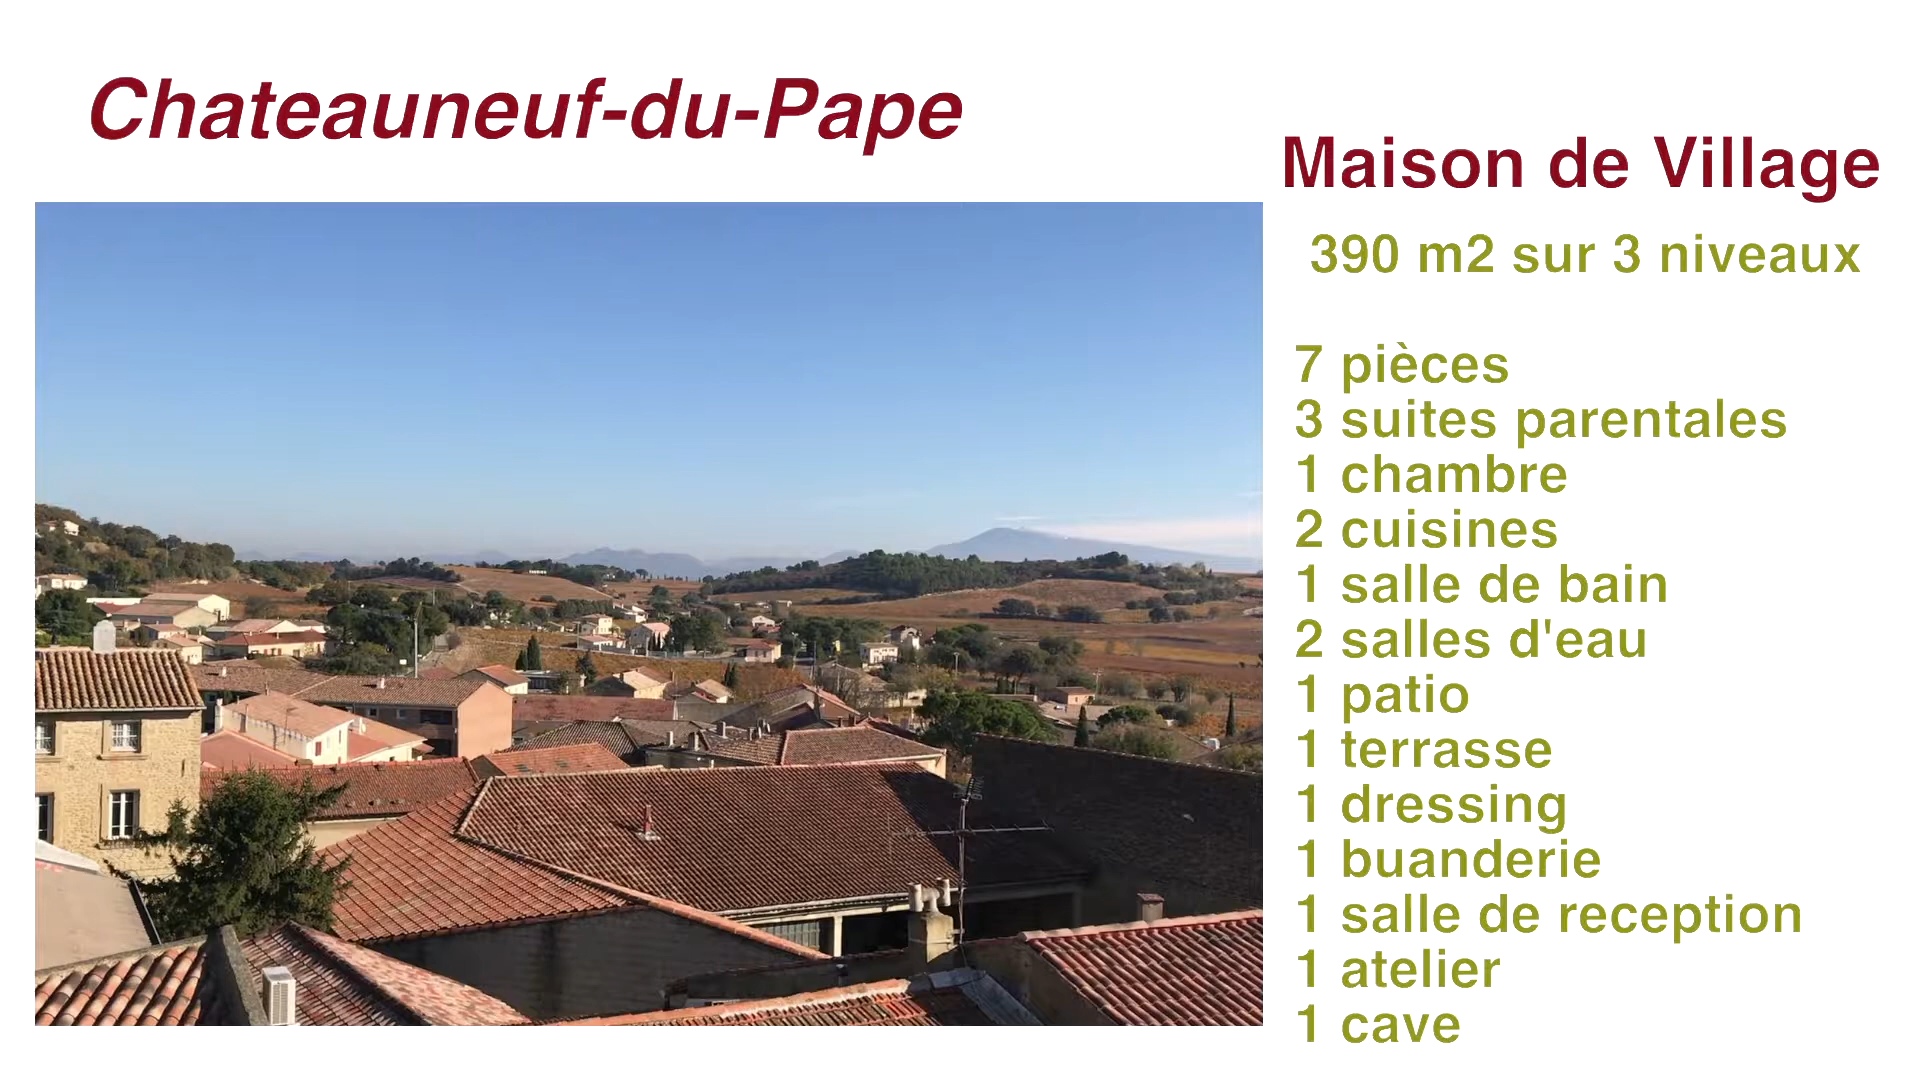 Chateauneuf-du-Pape
Maison de Village
390 m2 sur 3 niveaux
7 pièces
3 suites parentales
1 chambre
2 cuisines
1 salle de bain
2 salles d'eau
1 patio
1 terrasse
1 dressing
1 buanderie
1 salle de reception
1 atelier
1 cave